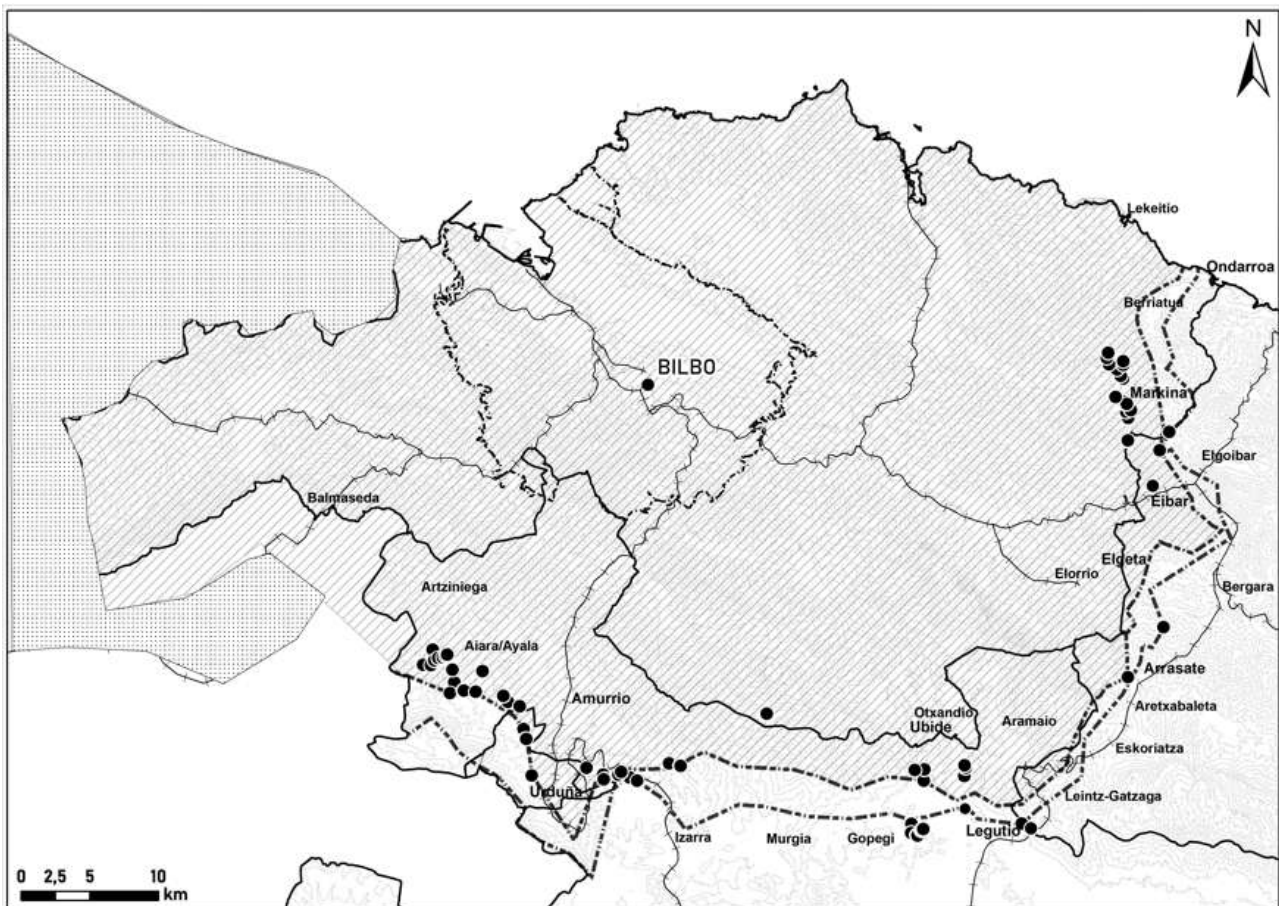 N
Lekeitio
Ondarroa
Berriatua
BILBO
Markina
Elgoibar
Eibar
Balmaseda
Elgeta
Elorrio
Bergara
Artziniega
Aiara/Ayala
Arrasate
Amurrio
Otxandio
Aretxabaleta
Ubide
Aramaio
Eskoriatza
Urduña
Leintz-Gatzaga
Izarra
Murgia
Gopegi
Legutio
0 2,5 5 10
km